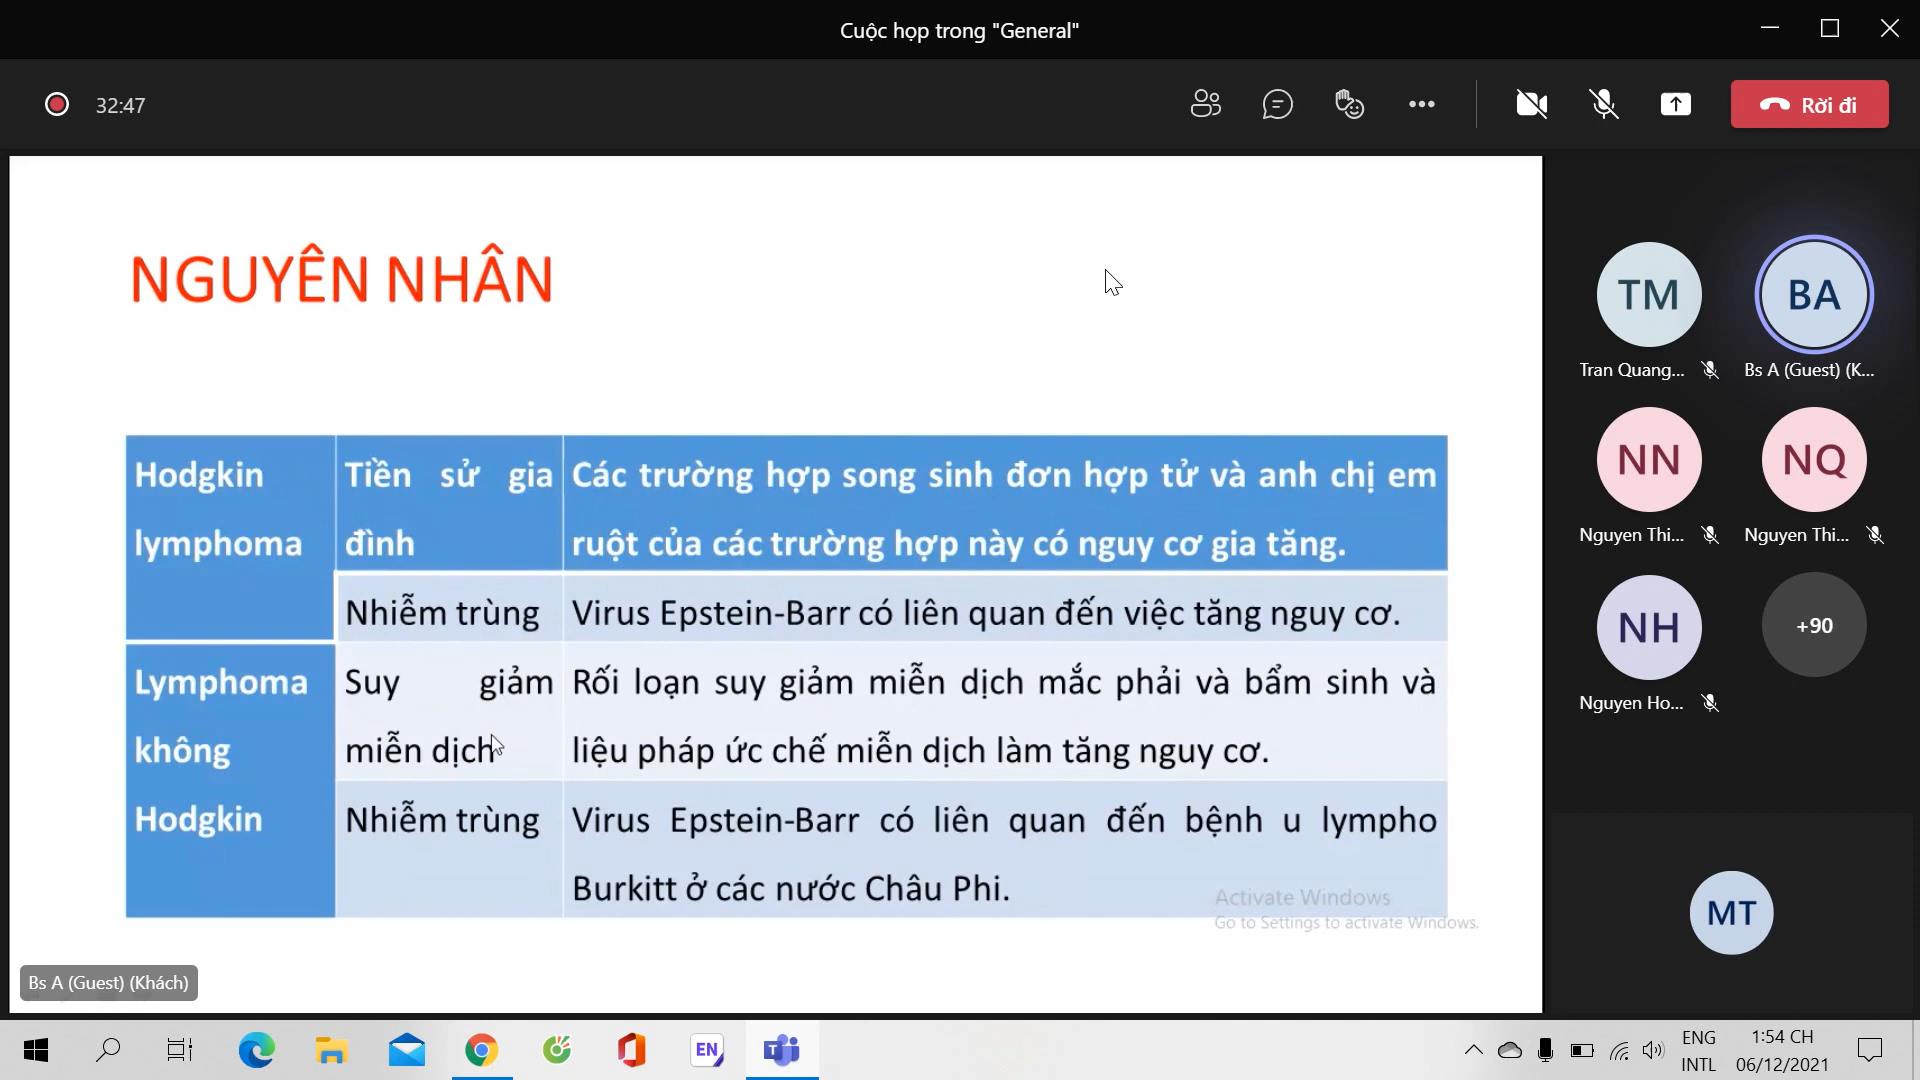 Cuộc họp trong "General"
32:47
Rời đi
NGUYÊN NHÂN
Hodgkin
lymphoma
Tiền sử gia
đình
Các trường hợp song sinh đơn hợp tử và anh chị em
ruột của các trường hợp này có nguy cơ gia tăng.
Nhiễm trùng
Virus Epstein-Barr có liên quan đến việc tăng nguy cơ.
Lymphoma
không
Hodgkin
Suy giảm
miễn dịch
Rối loạn suy giảm miễn dịch mắc phải và bẩm sinh và
liệu pháp ức chế miễn dịch làm tăng nguy cơ.
Nhiễm trùng
Virus Epstein-Barr có liên quan đến bệnh u lympho
Burkitt ở các nước Châu Phi.
Activate Windows
Go to Settings to activate Windows.
Bs A (Guest) (Khách)
TM
Tran Quang...
BA
Bs A (Guest) (K...
NN
Nguyen Thi...
NQ
Nguyen Thi...
NH
Nguyen Ho...
+90
MT
EN
T
ENG
INTL
1:54 CH
06/12/2021